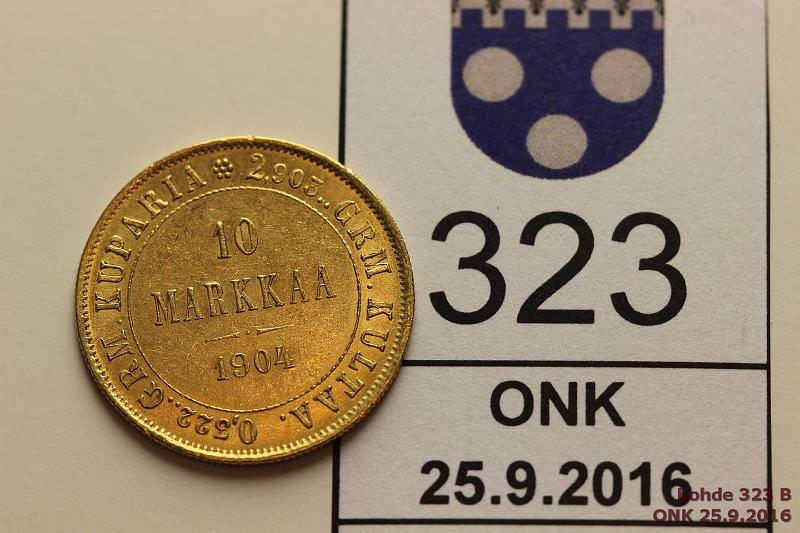 2,903.. GRM. KULTAA. 0,322.. GRM. KUPARIA
10
MARKKAA
1904
323
ONK
25.9.2016
Kohde 323 B
ONK 25.9.2016